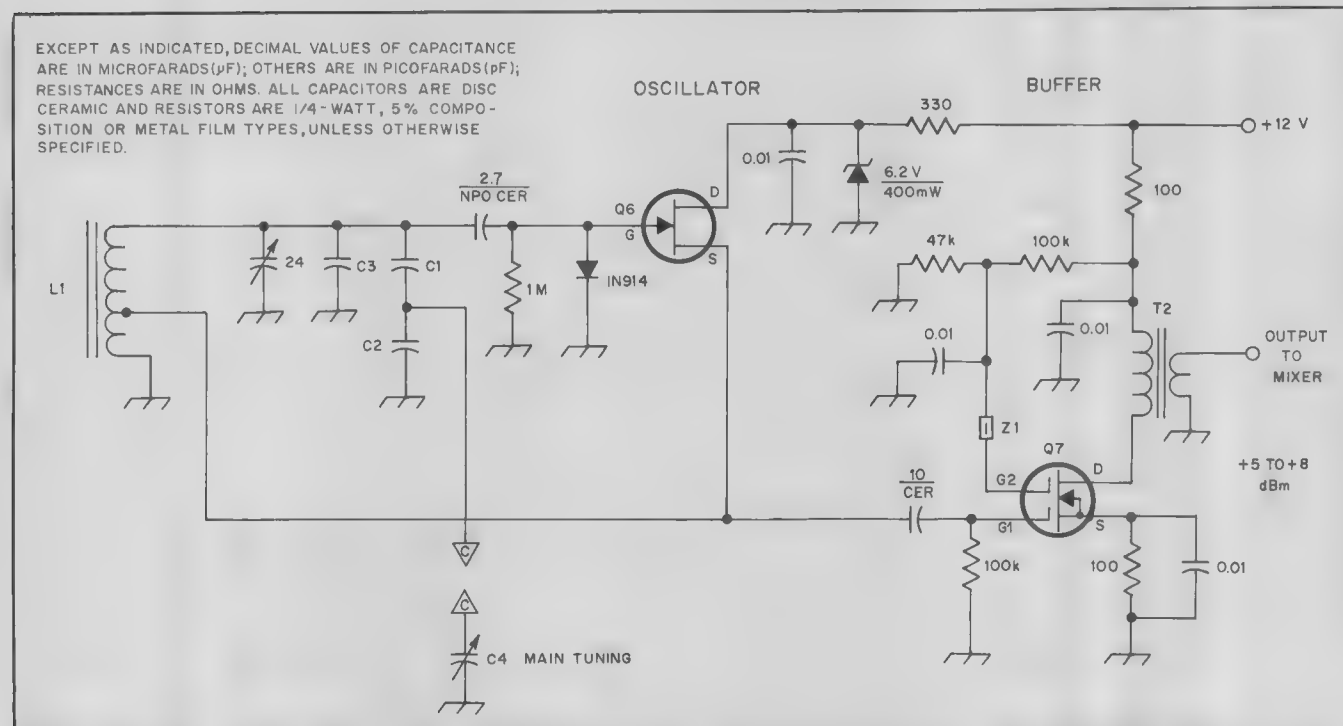 EXCEPT AS INDICATED, DECIMAL VALUES OF CAPACITANCE
ARE IN MICROFARADS (µF); OTHERS ARE IN PICOFARADS (pF);
RESISTANCES ARE IN OHMS. ALL CAPACITORS ARE DISC
CERAMIC AND RESISTORS ARE 1/4-WATT, 5% COMPO-
SITION OR METAL FILM TYPES, UNLESS OTHERWISE
SPECIFIED.
OSCILLATOR
BUFFER
330
+12 V
0.01
6.2 V
400mW
100
2.7
NPO CER
Q6
D
G
S
47k
100k
L1
24
C3
C1
1M
IN914
C2
0.01
0.01
T2
OUTPUT
TO
MIXER
Z1
Q7
G2
D
+5 TO +8
dBm
10
CER
G1
S
100k
100
0.01
C
C
C4 MAIN TUNING